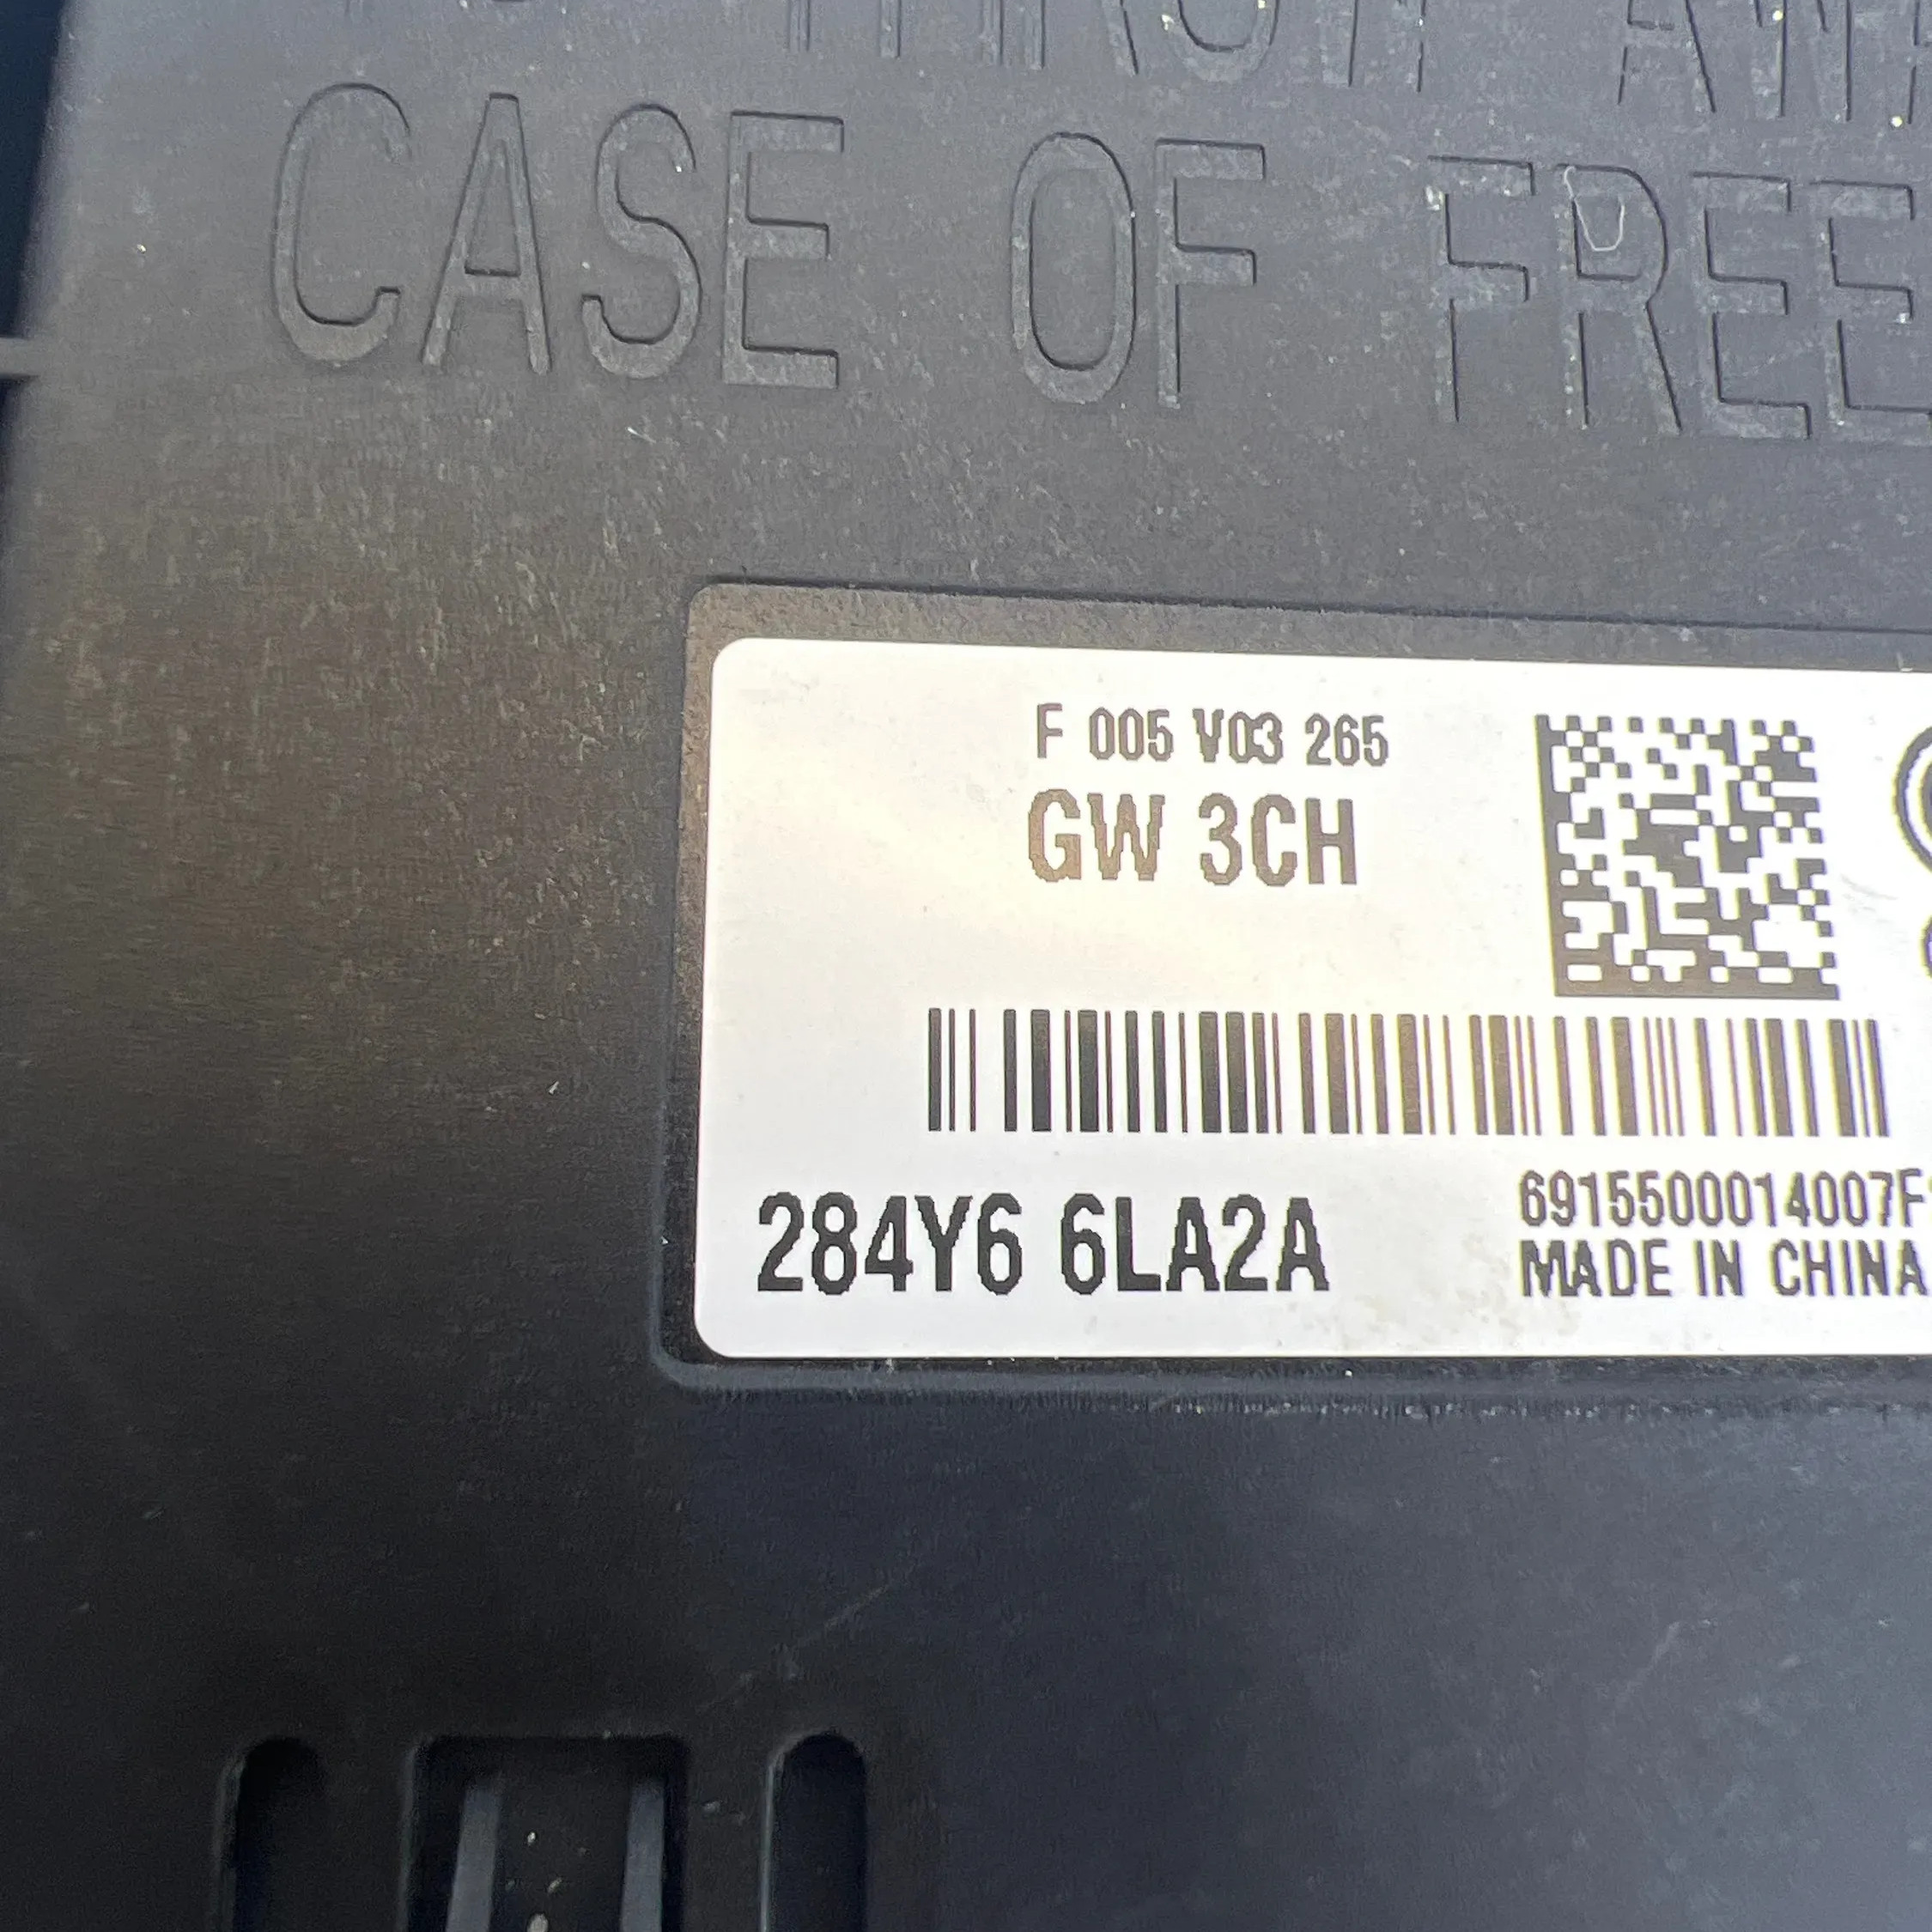 CASE OF FREE
F 005 V03 265
GW 3CH
284Y6 6LA2A
6915500014007F
MADE IN CHINA